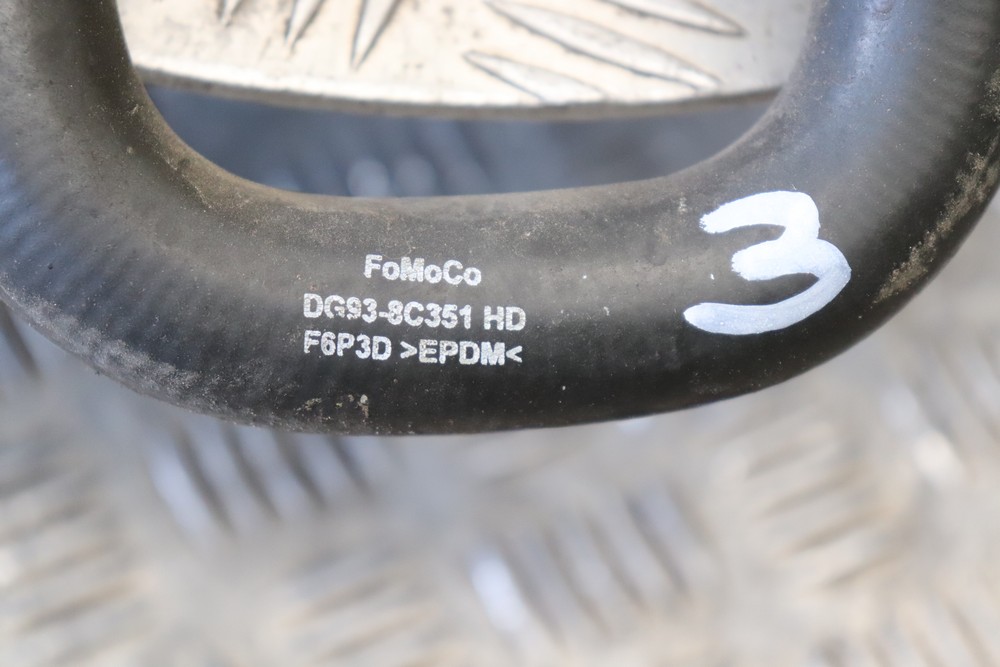 FoMoCo
DG93-8C351 HD
F6P3D >EPDM<
3